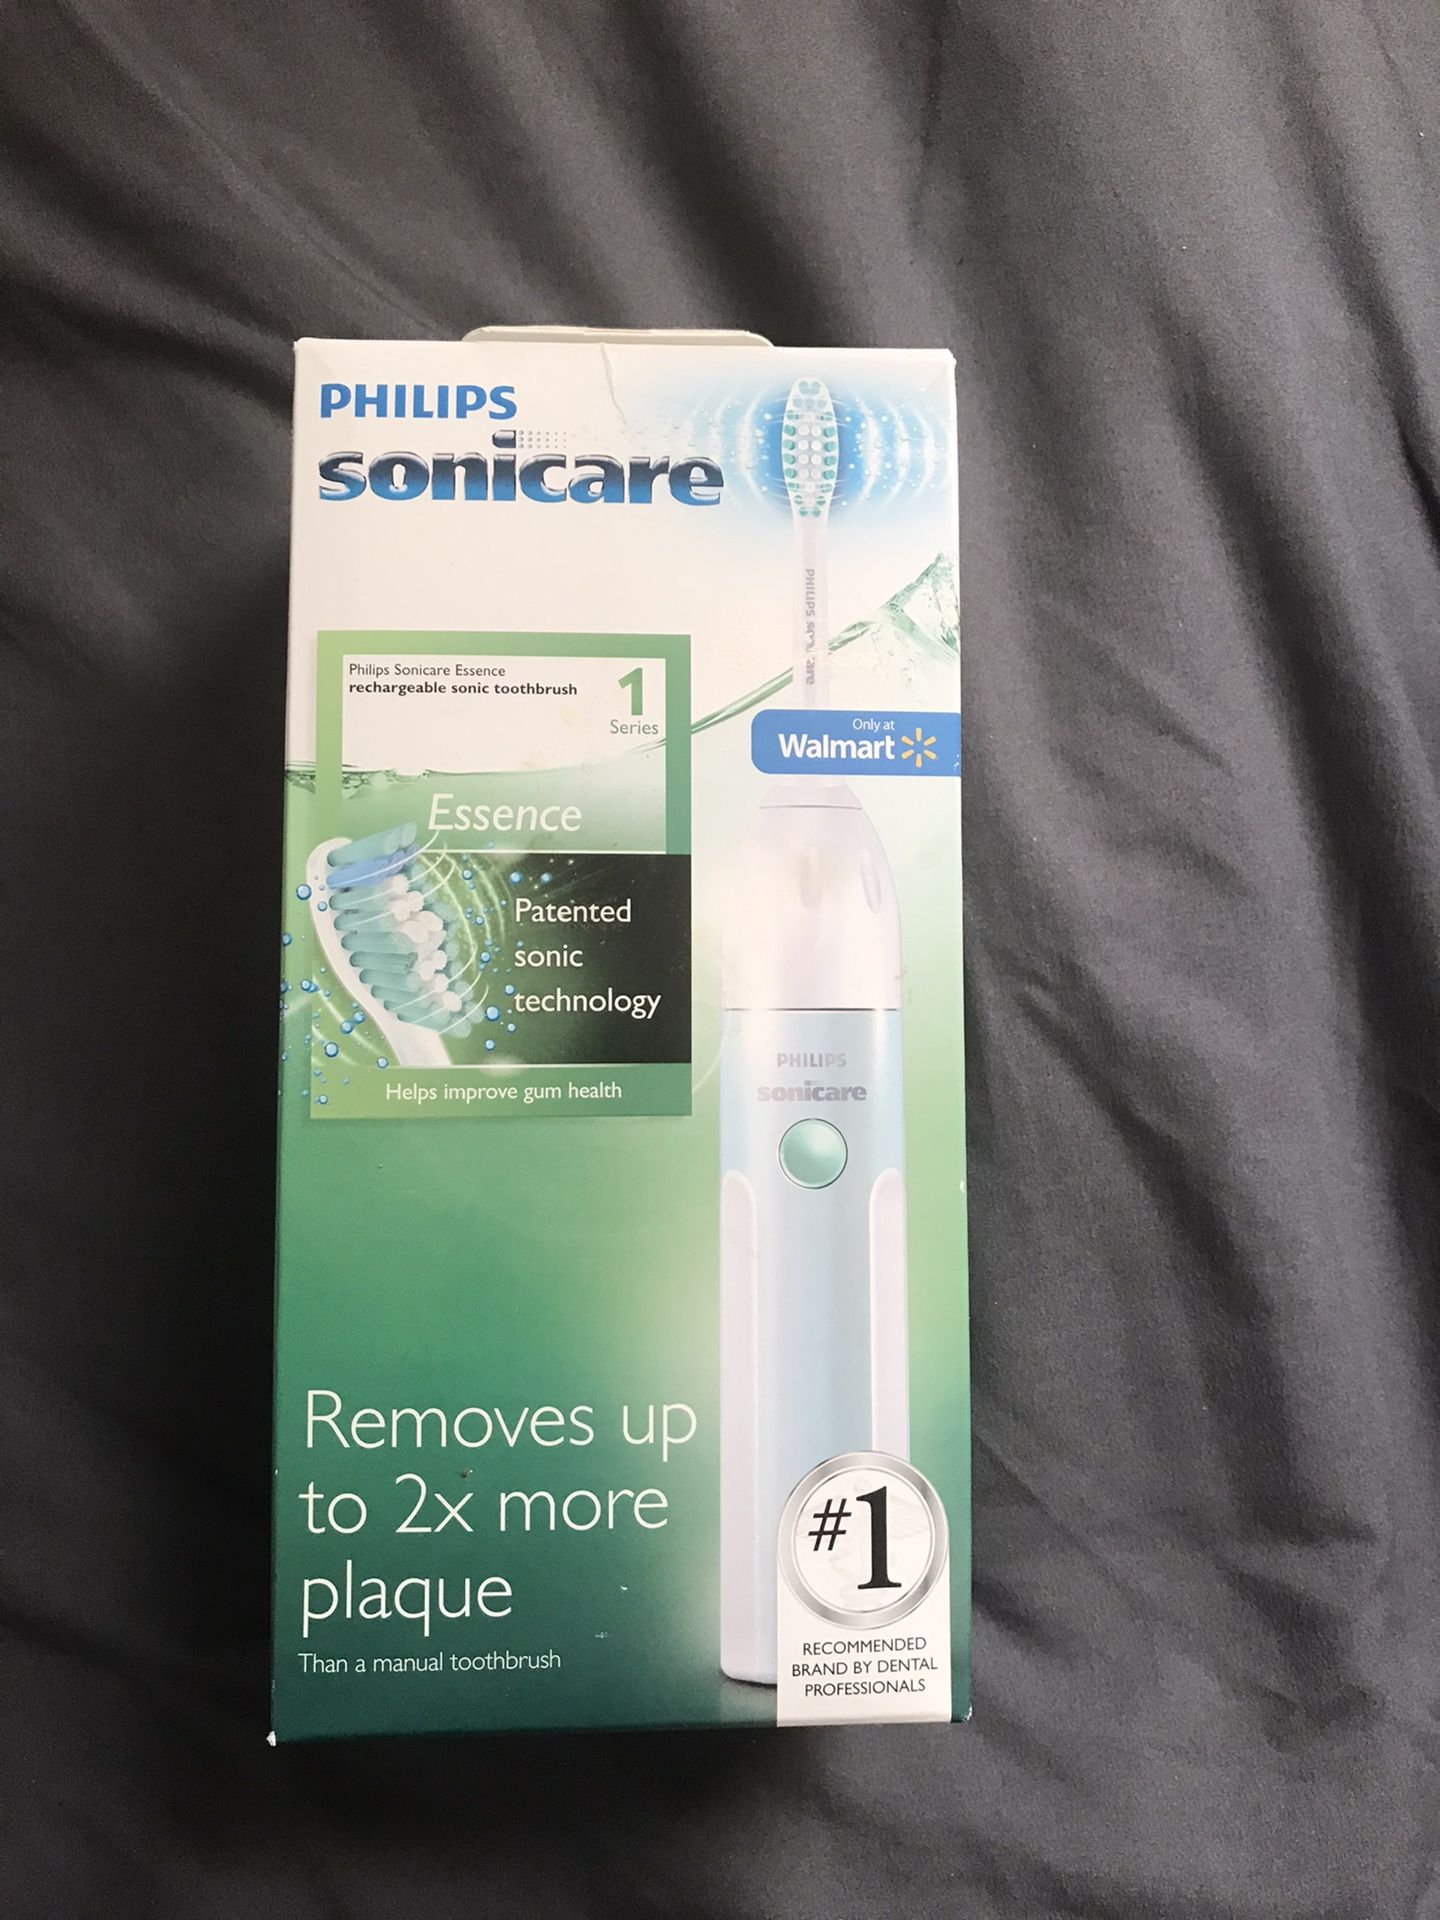 PHILIPS
sonicare
PHILIPS sonicare
Philips Sonicare Essence
rechargeable sonic toothbrush
1
Series
Only at
Walmart
Essence
Patented
sonic
technology
Helps improve gum health
PHILIPS
sonicare
Removes up
to 2x more
plaque
Than a manual toothbrush
#1
RECOMMENDED
BRAND BY DENTAL
PROFESSIONALS